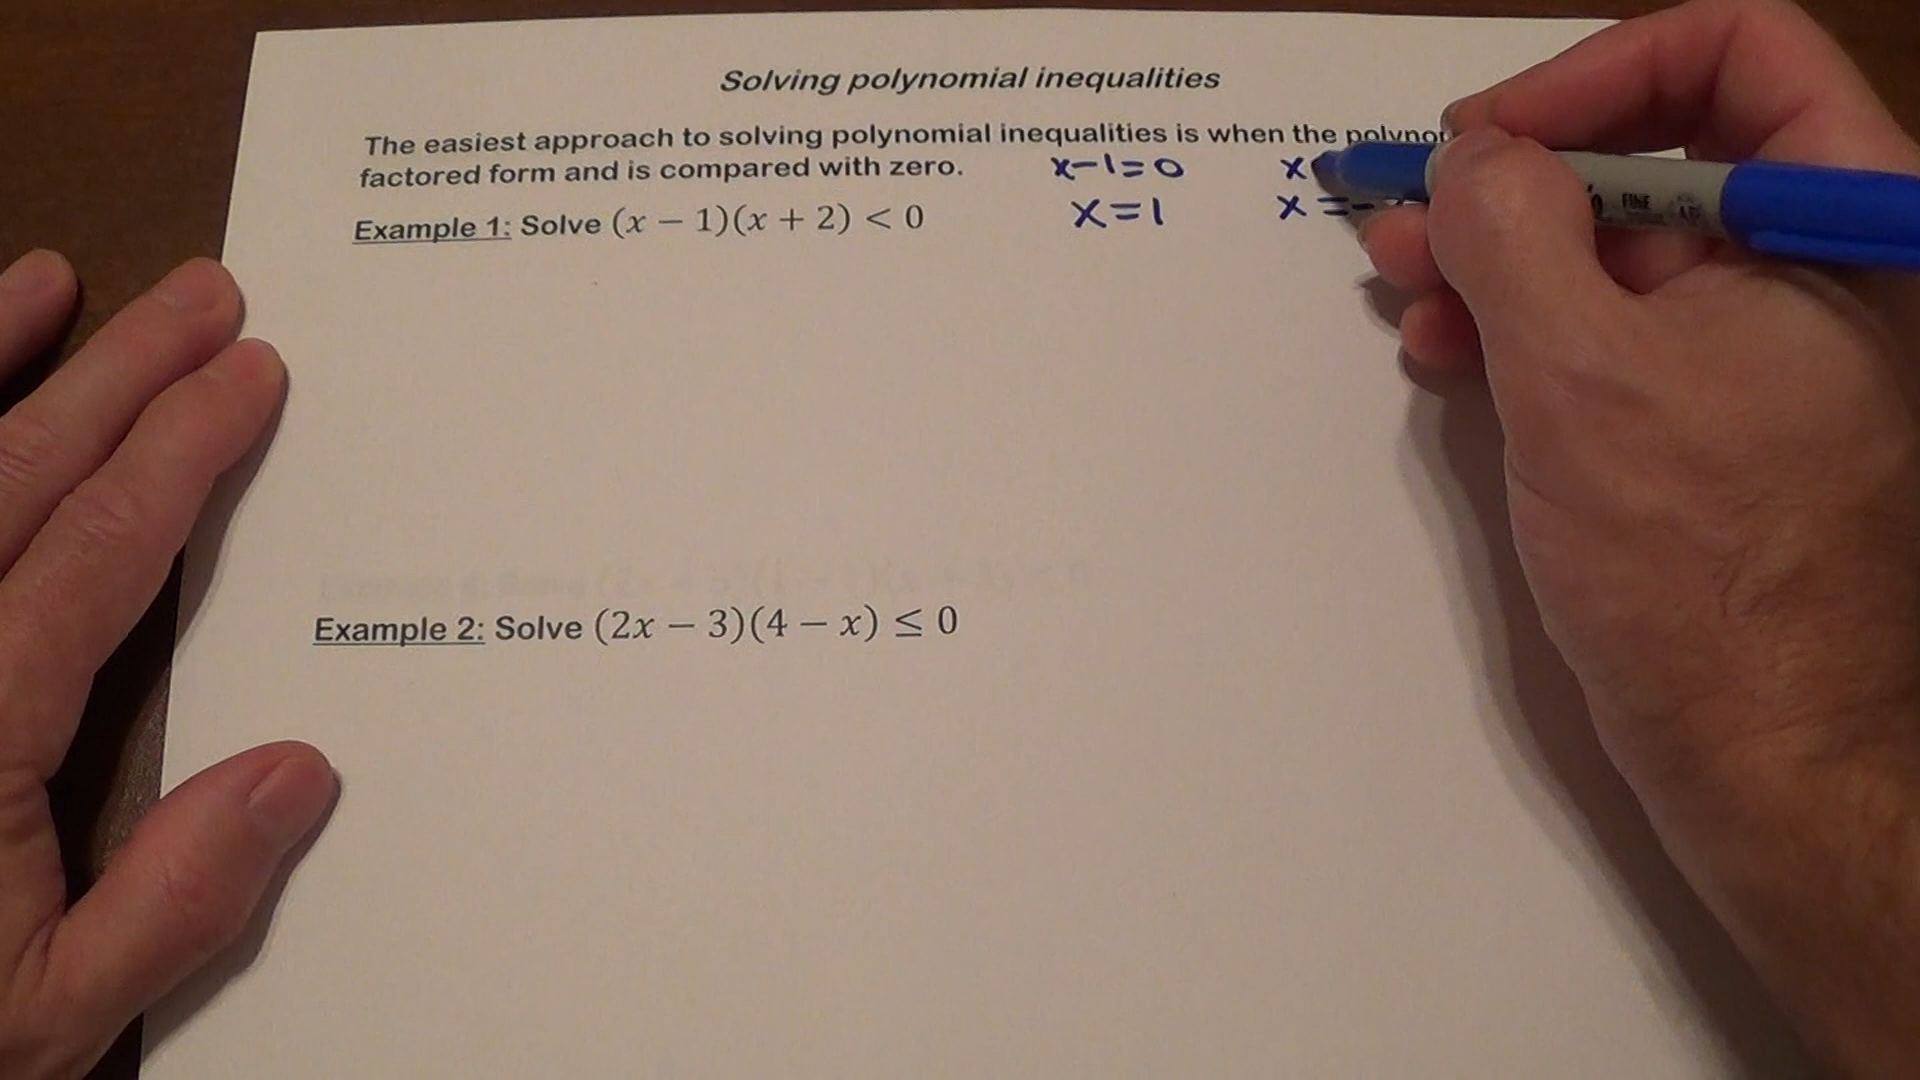 Solving polynomial inequalities
The easiest approach to solving polynomial inequalities is when the
factored form and is compared with zero.
x-1=0 x
x=1 x=-
Example 1: Solve (x − 1)(x + 2) < 0
Example 2: Solve (2x − 3)(4 − x) ≤ 0
FINE